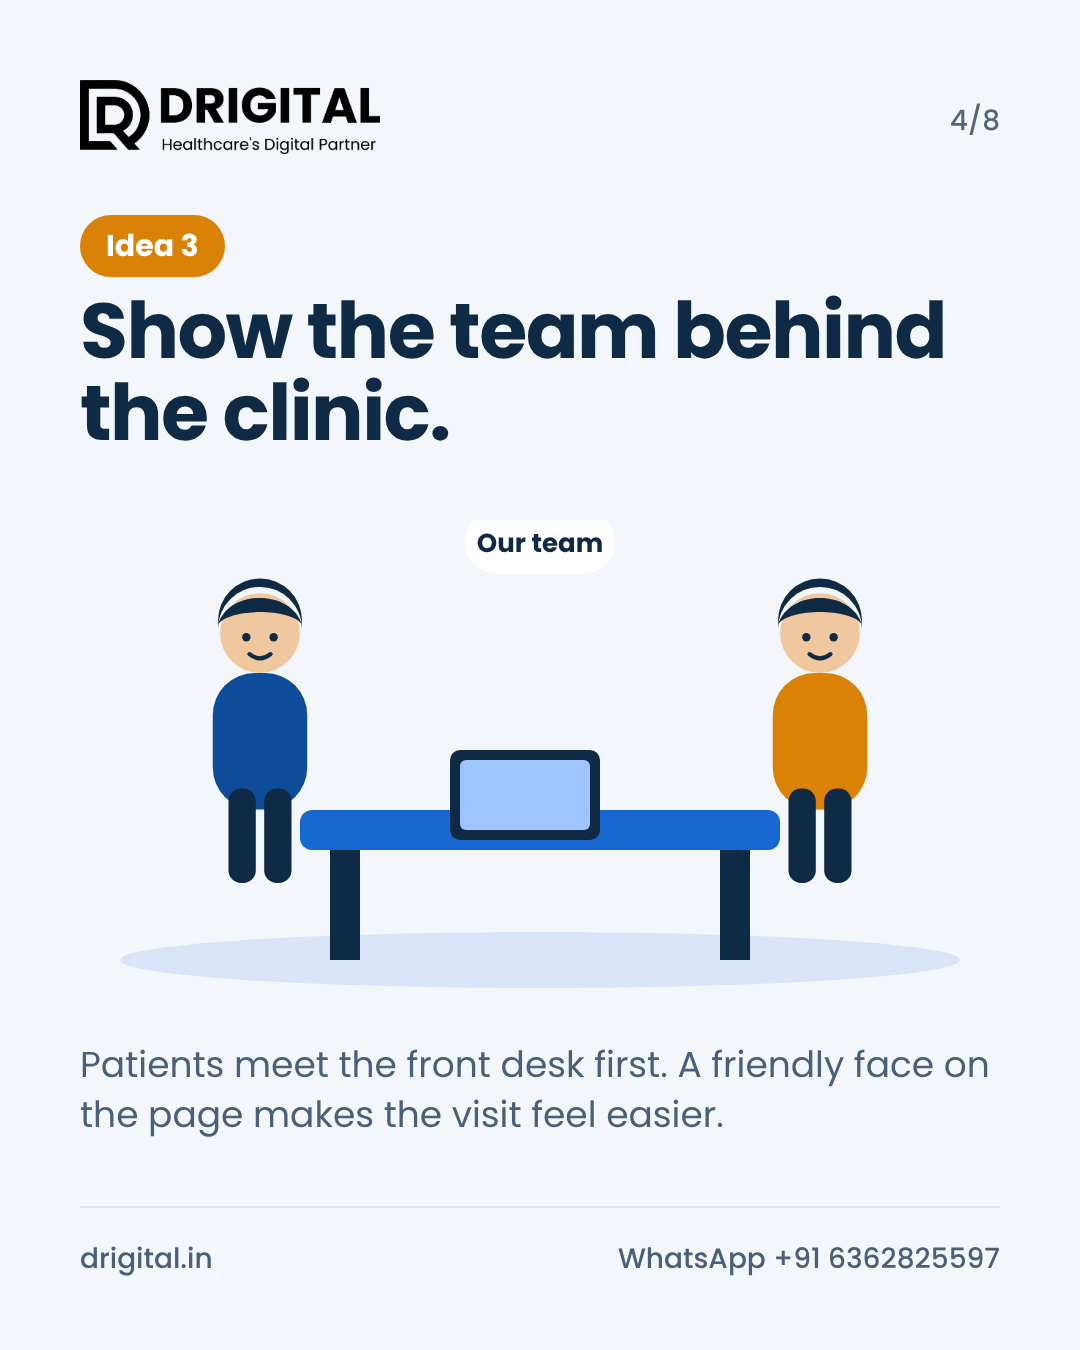 DRIGITAL
Healthcare's Digital Partner
4/8
Idea 3
Show the team behind
the clinic.
Our team
Patients meet the front desk first. A friendly face on
the page makes the visit feel easier.
drigital.in
WhatsApp +91 6362825597